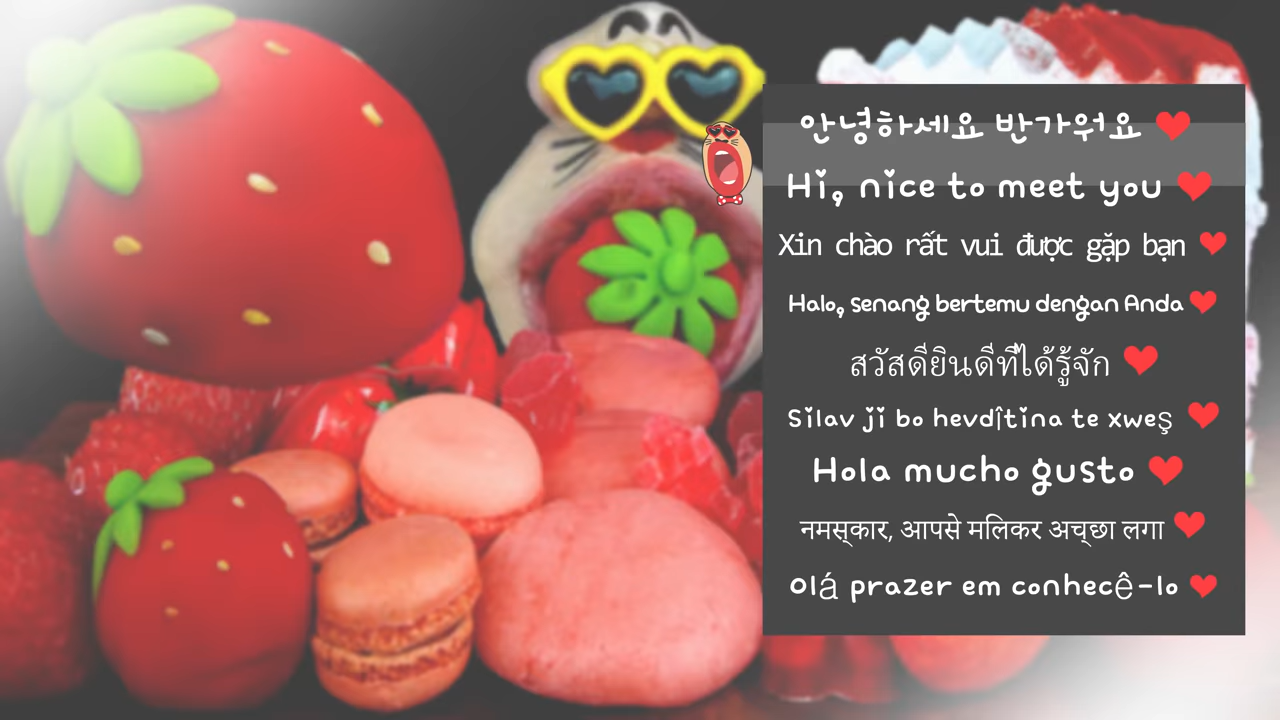 안녕하세요 반가워요 ❤
Hi, nice to meet you ❤
Xin chào rất vui được gặp bạn ❤
Halo, senang bertemu dengan Anda ❤
สวัสดียินดีที่ได้รู้จัก ❤
Silav ji bo hevdîtina te xweş ❤
Hola mucho gusto ❤
नमस्कार, आपसे मलिकर अच्छा लगा ❤
Olá prazer em conhecê-lo ❤